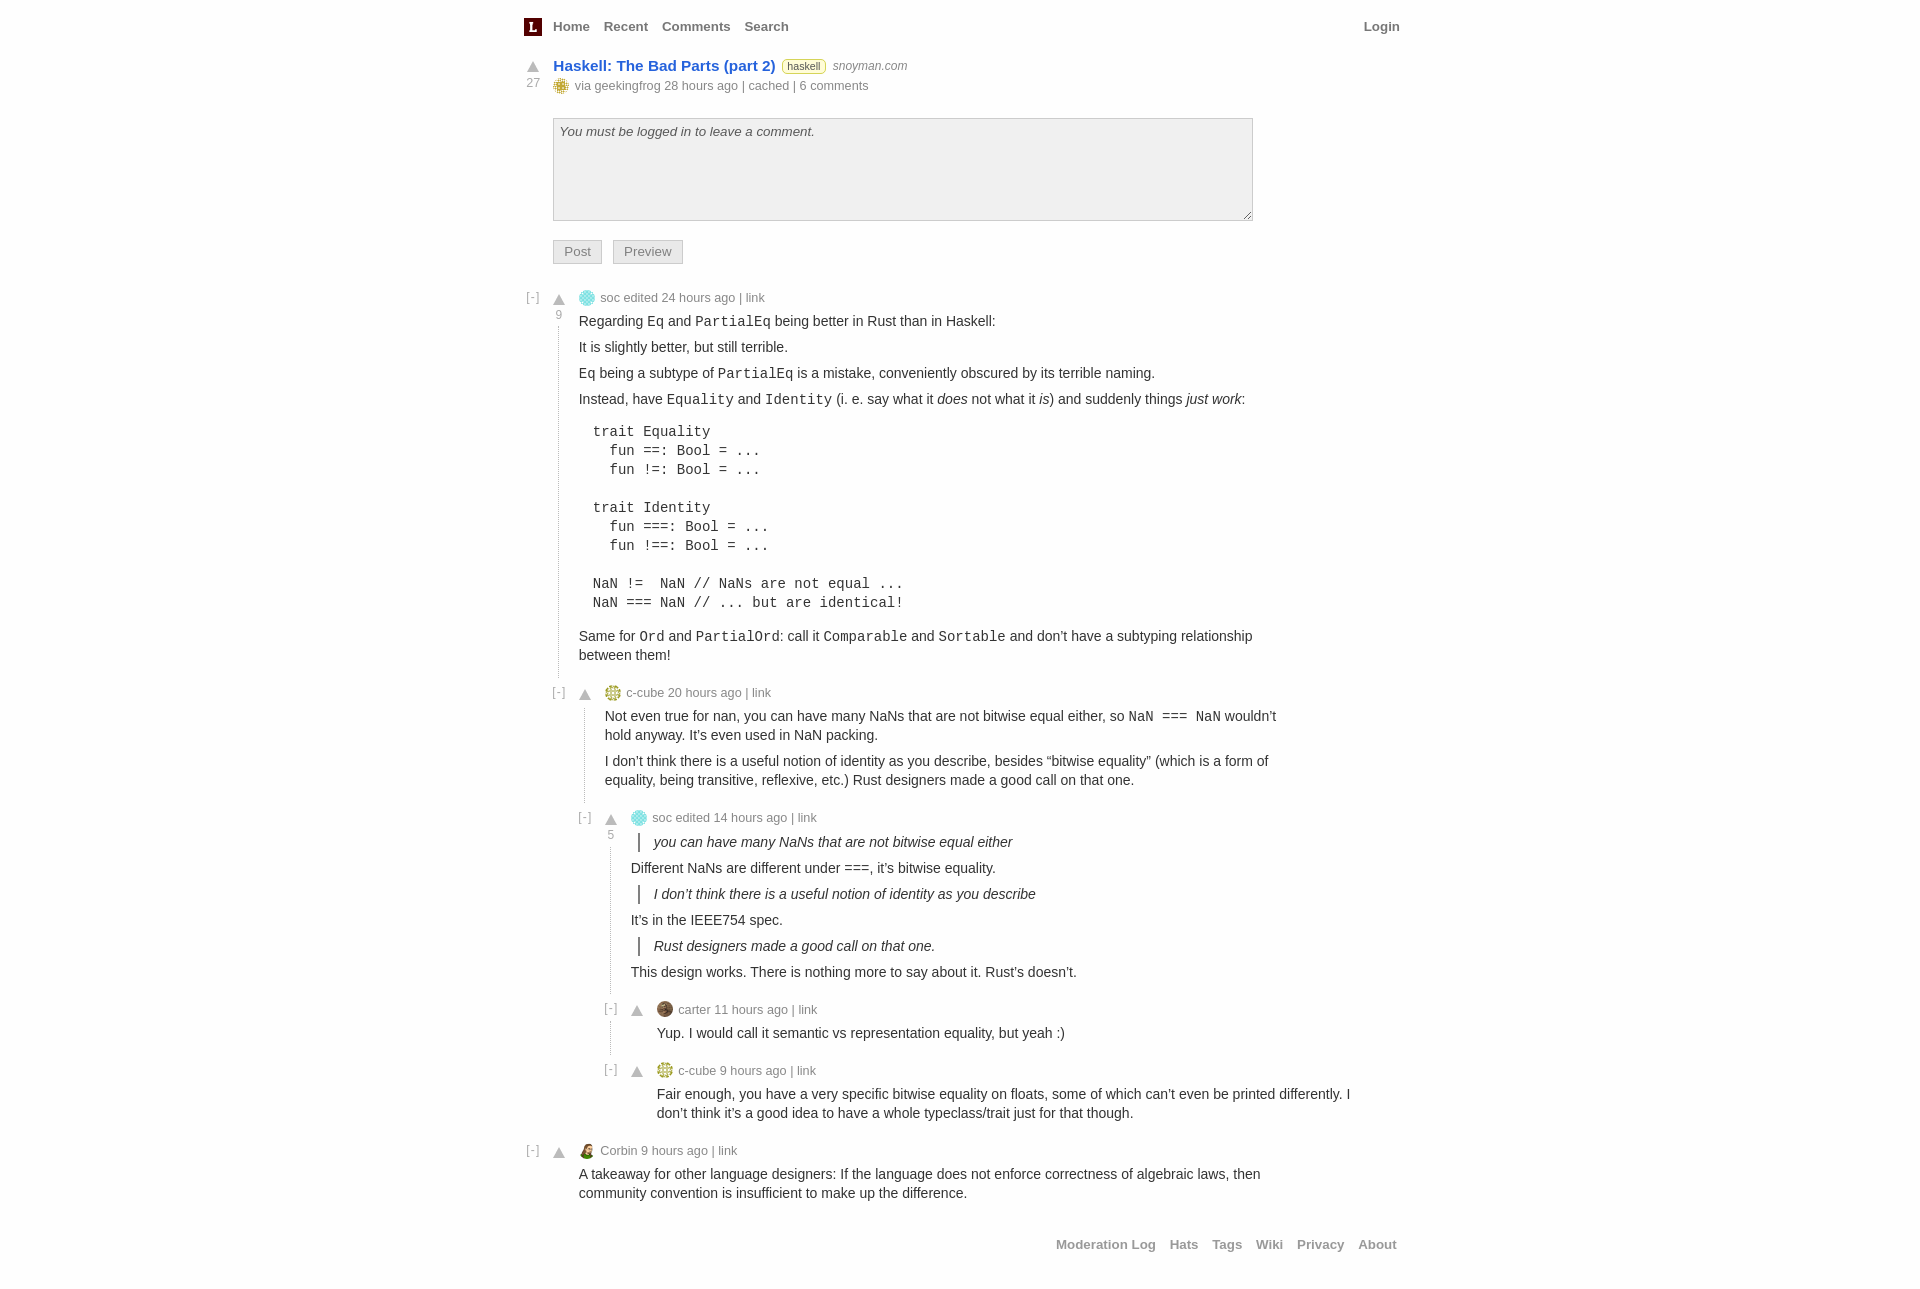 L Home Recent Comments Search Login
Haskell: The Bad Parts (part 2) haskell snoyman.com
27
via geekingfrog 28 hours ago | cached | 6 comments
You must be logged in to leave a comment.
Post Preview
[-] soc edited 24 hours ago | link
9
Regarding Eq and PartialEq being better in Rust than in Haskell:
It is slightly better, but still terrible.
Eq being a subtype of PartialEq is a mistake, conveniently obscured by its terrible naming.
Instead, have Equality and Identity (i. e. say what it does not what it is) and suddenly things just work:
trait Equality
  fun ==: Bool = ...
  fun !=: Bool = ...
trait Identity
  fun ===: Bool = ...
  fun !==: Bool = ...
NaN !=  NaN // NaNs are not equal ...
NaN === NaN // ... but are identical!
Same for Ord and PartialOrd: call it Comparable and Sortable and don’t have a subtyping relationship
between them!
[-] c-cube 20 hours ago | link
Not even true for nan, you can have many NaNs that are not bitwise equal either, so NaN === NaN wouldn’t
hold anyway. It’s even used in NaN packing.
I don’t think there is a useful notion of identity as you describe, besides “bitwise equality” (which is a form of
equality, being transitive, reflexive, etc.) Rust designers made a good call on that one.
[-] soc edited 14 hours ago | link
5
you can have many NaNs that are not bitwise equal either
Different NaNs are different under ===, it’s bitwise equality.
I don’t think there is a useful notion of identity as you describe
It’s in the IEEE754 spec.
Rust designers made a good call on that one.
This design works. There is nothing more to say about it. Rust’s doesn’t.
[-] carter 11 hours ago | link
Yup. I would call it semantic vs representation equality, but yeah :)
[-] c-cube 9 hours ago | link
Fair enough, you have a very specific bitwise equality on floats, some of which can’t even be printed differently. I
don’t think it’s a good idea to have a whole typeclass/trait just for that though.
[-] Corbin 9 hours ago | link
A takeaway for other language designers: If the language does not enforce correctness of algebraic laws, then
community convention is insufficient to make up the difference.
Moderation Log Hats Tags Wiki Privacy About